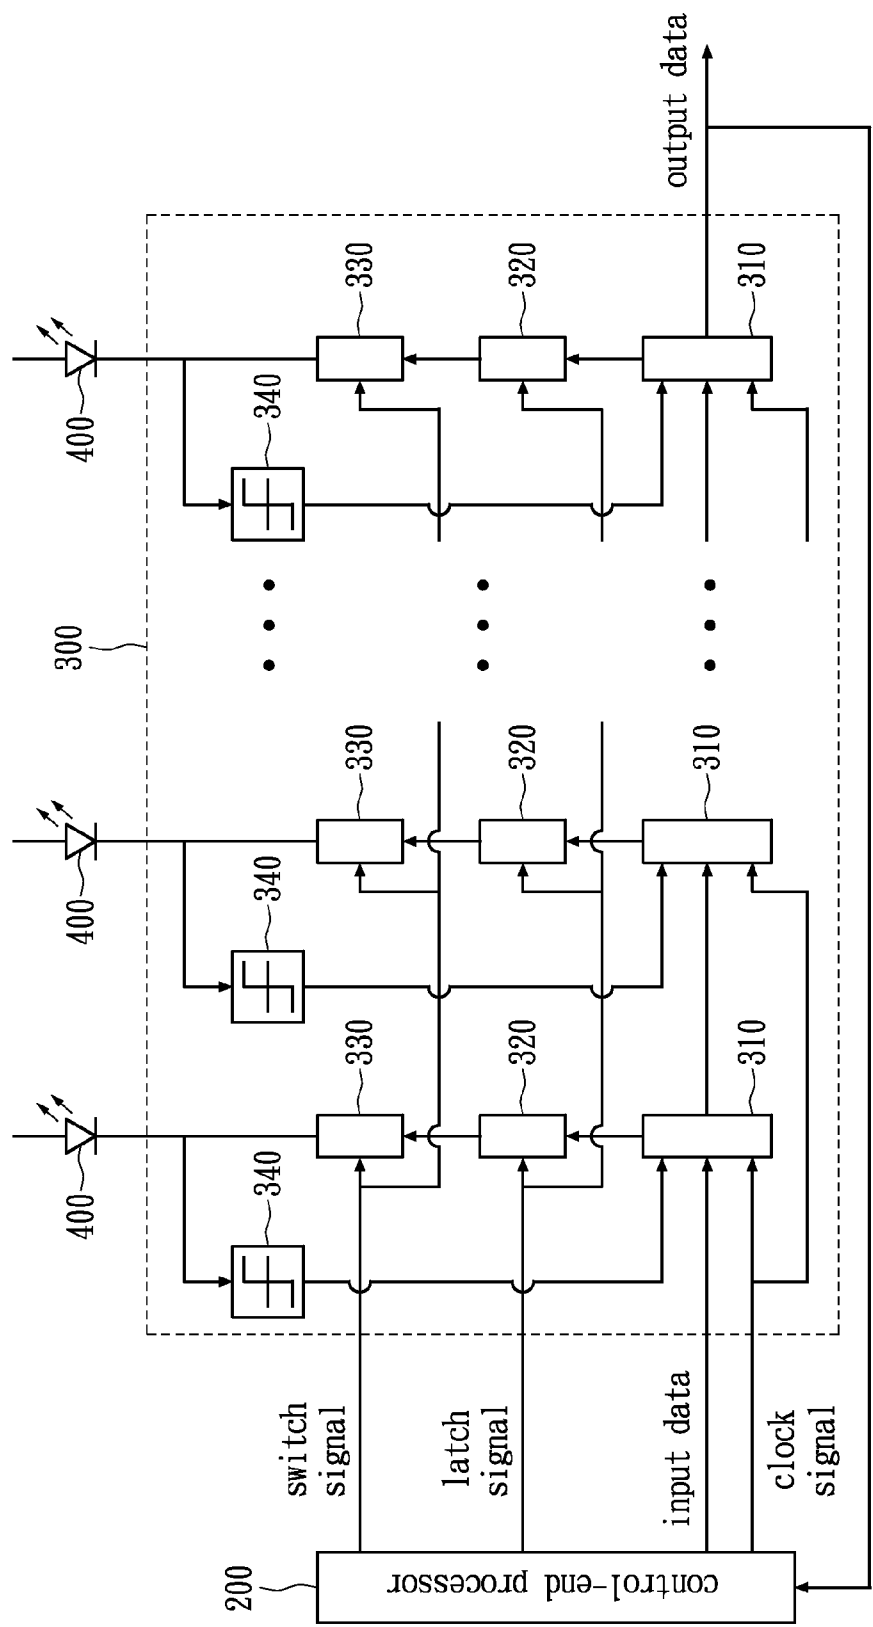 400
400
400
300
340
330
340
330
340
330
320
320
320
310
310
310
output data
switch
signal
latch
signal
input data
clock
signal
200
control-end processor